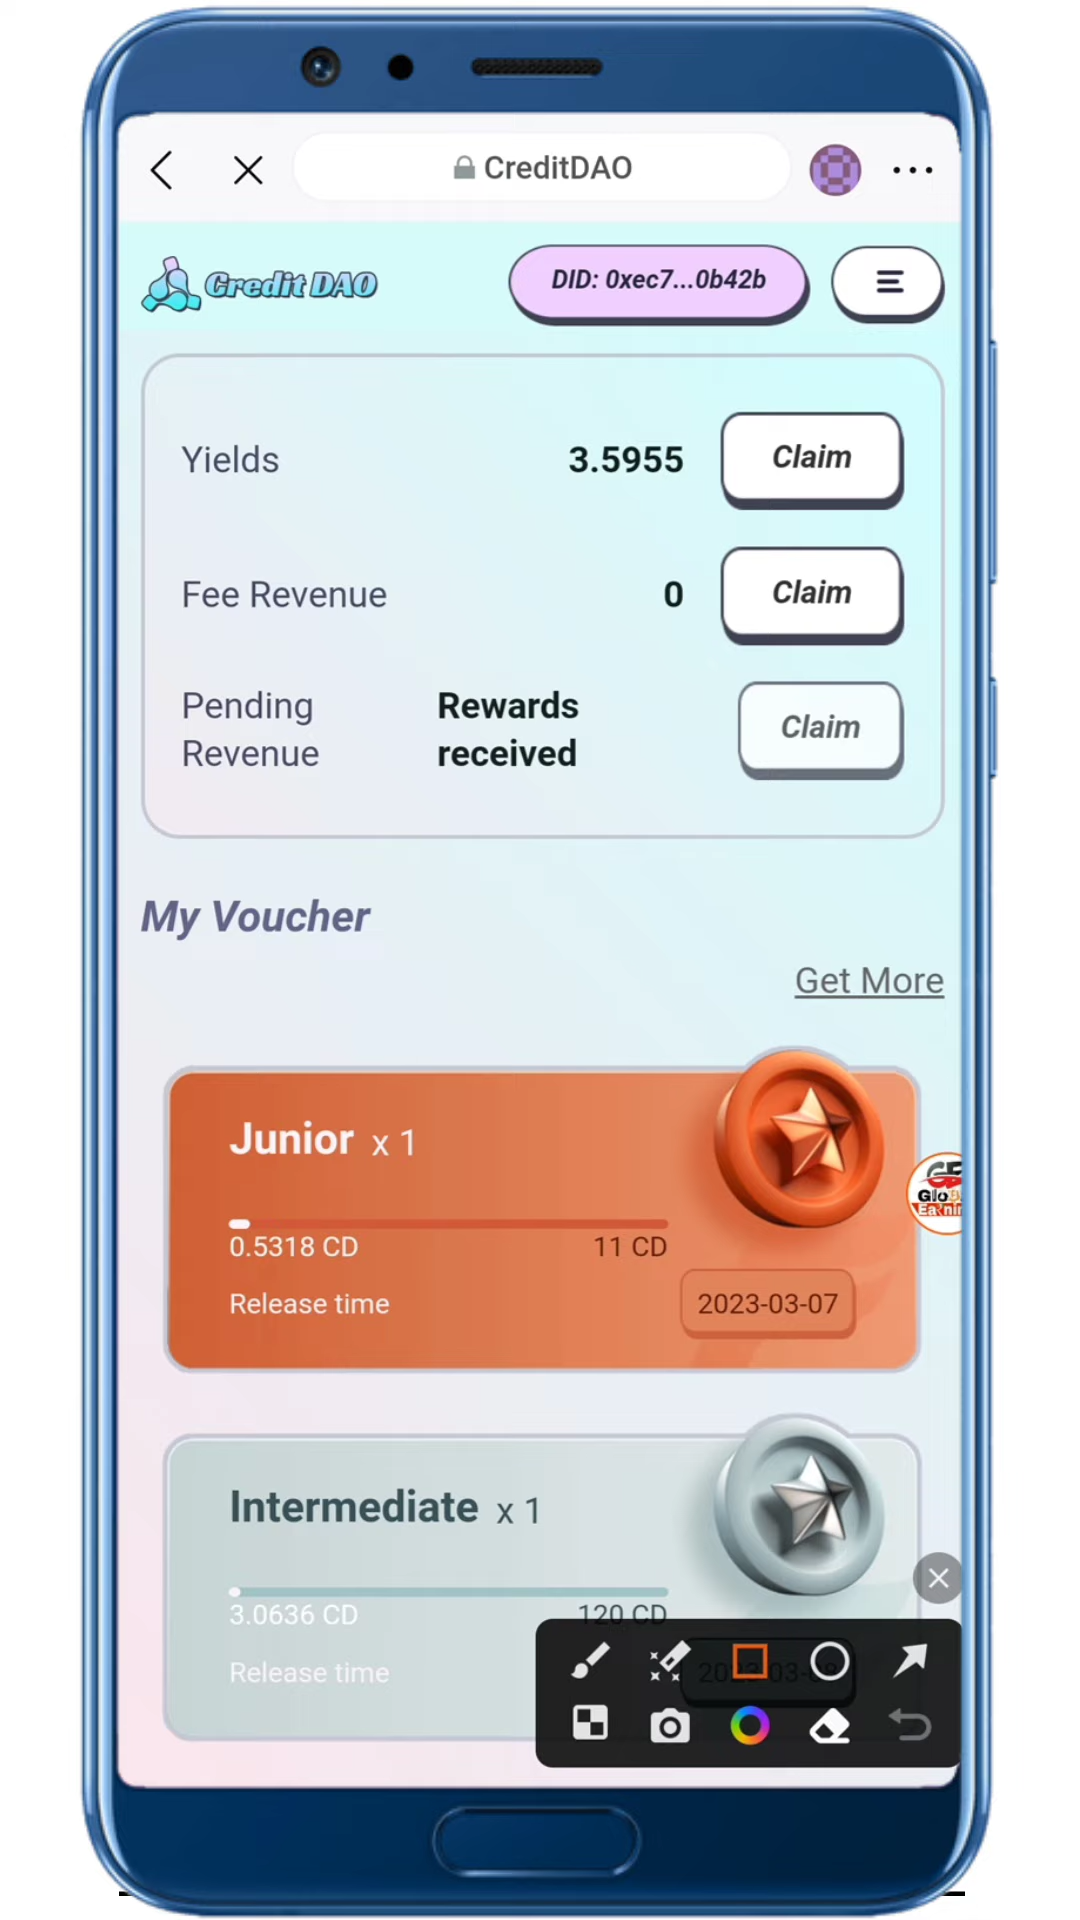 CreditDAO
Credit DAO
DID: 0xec7...0b42b
Yields 3.5955 Claim
Fee Revenue 0 Claim
Pending Revenue Rewards received Claim
My Voucher
Get More
Junior x 1
0.5318 CD 11 CD
Release time 2023-03-07
Intermediate x 1
3.0636 CD 120 CD
Release time